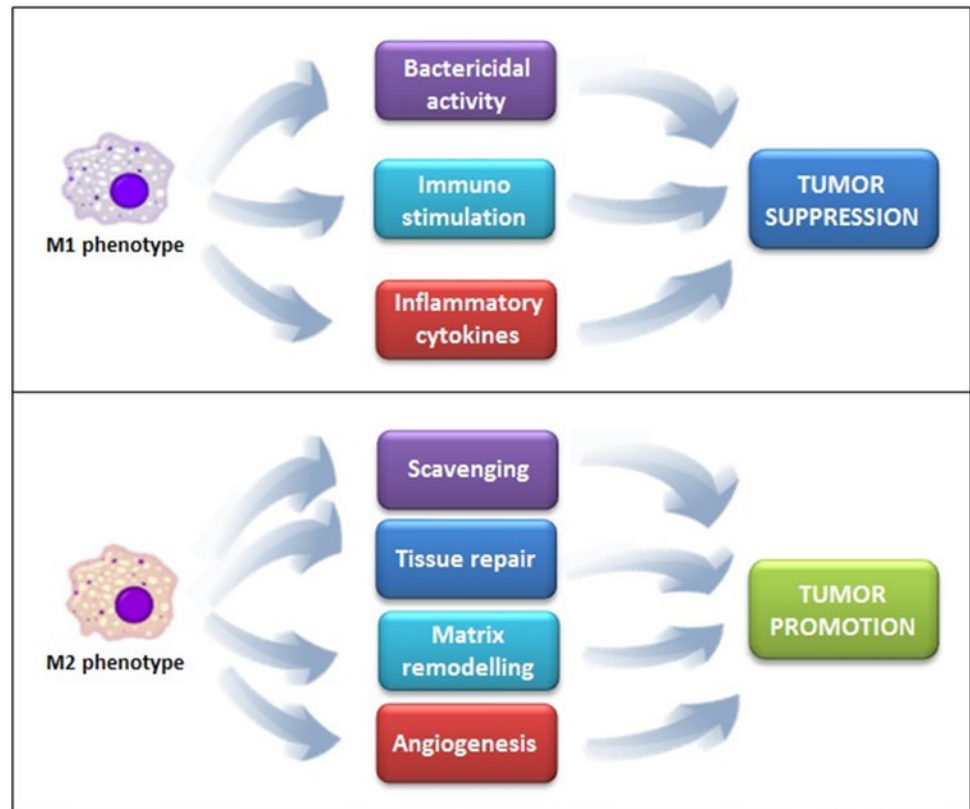 Bactericidal
activity
M1 phenotype
Immuno
stimulation
Inflammatory
cytokines
TUMOR
SUPPRESSION
M2 phenotype
Scavenging
Tissue repair
Matrix
remodelling
Angiogenesis
TUMOR
PROMOTION